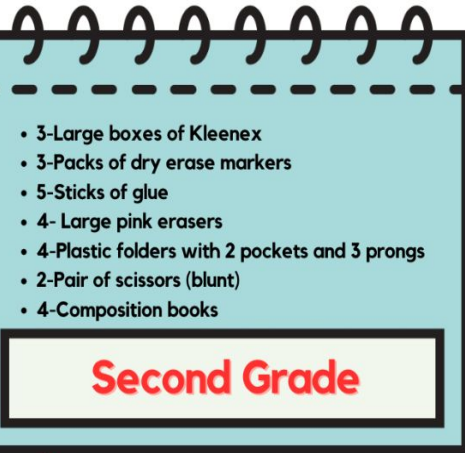 • 3-Large boxes of Kleenex
• 3-Packs of dry erase markers
• 5-Sticks of glue
• 4- Large pink erasers
• 4-Plastic folders with 2 pockets and 3 prongs
• 2-Pair of scissors (blunt)
• 4-Composition books
Second Grade